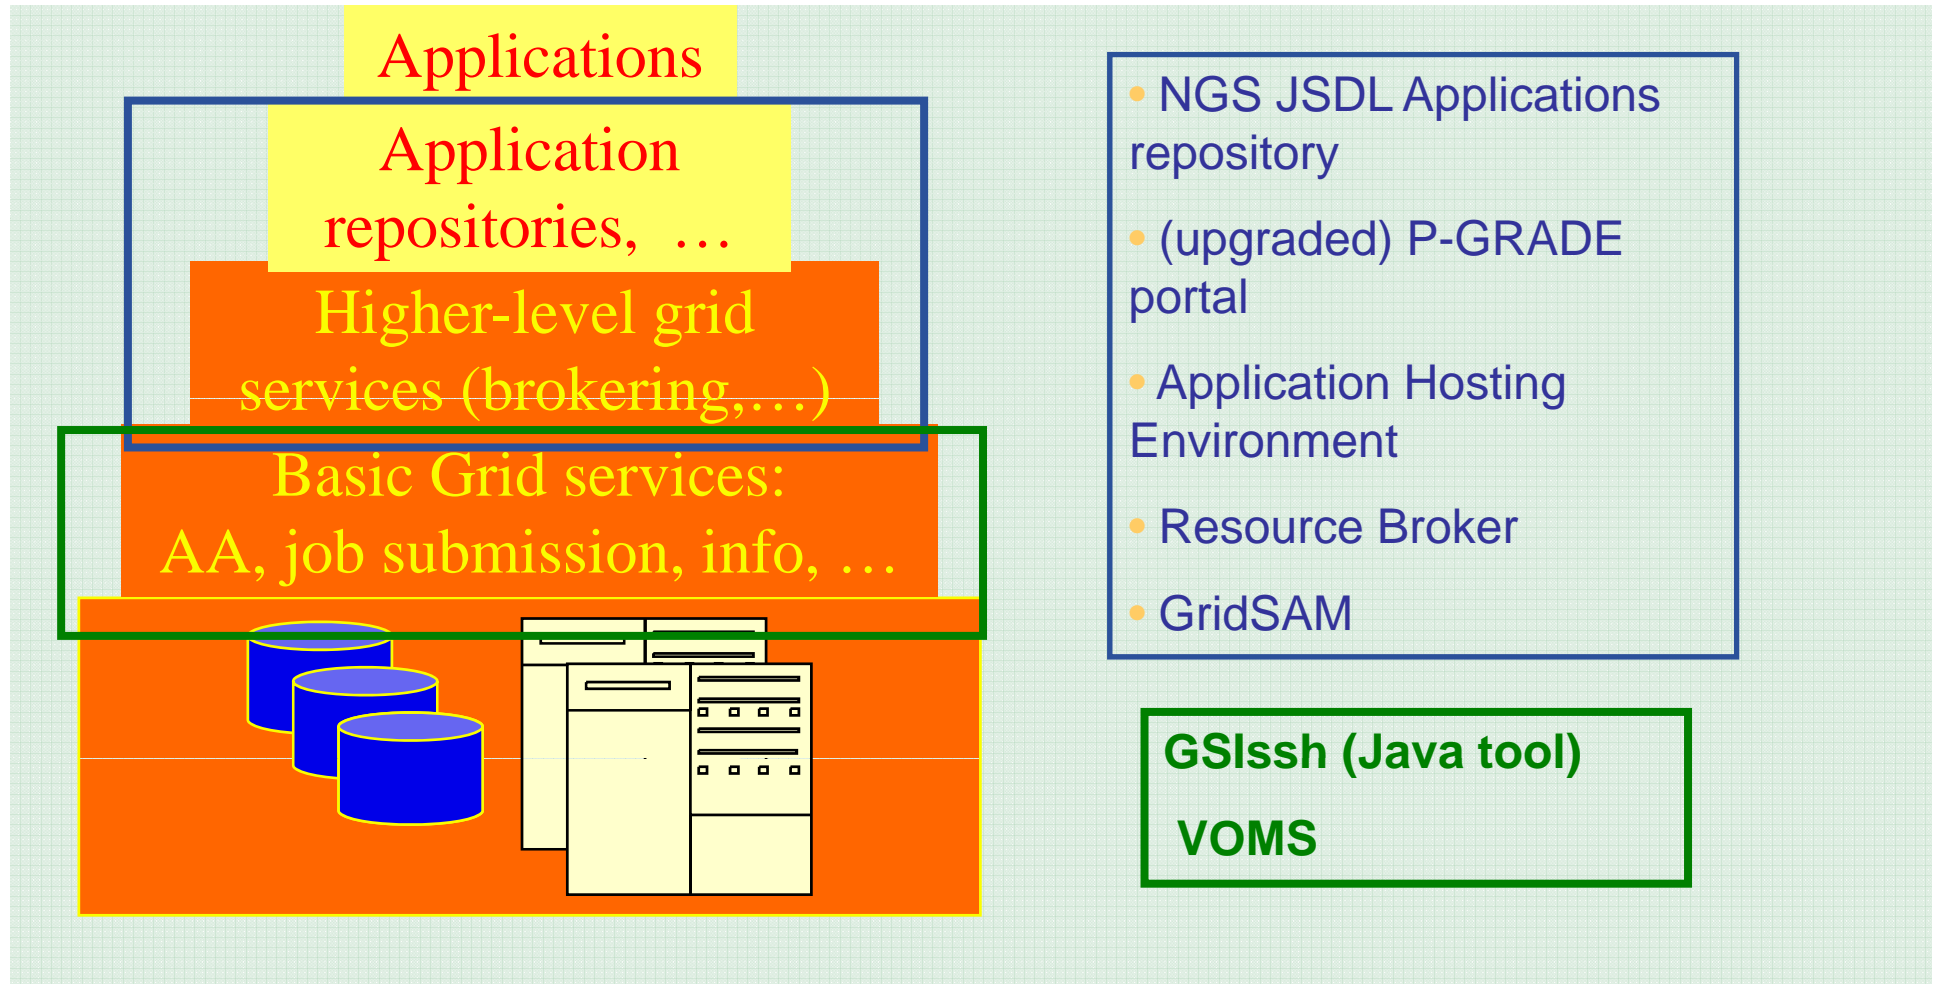 Applications
Application
repositories, …
Higher-level grid
services (brokering,…)
Basic Grid services:
AA, job submission, info, …
• NGS JSDL Applications
repository
• (upgraded) P-GRADE
portal
• Application Hosting
Environment
• Resource Broker
• GridSAM
GSIssh (Java tool)
VOMS